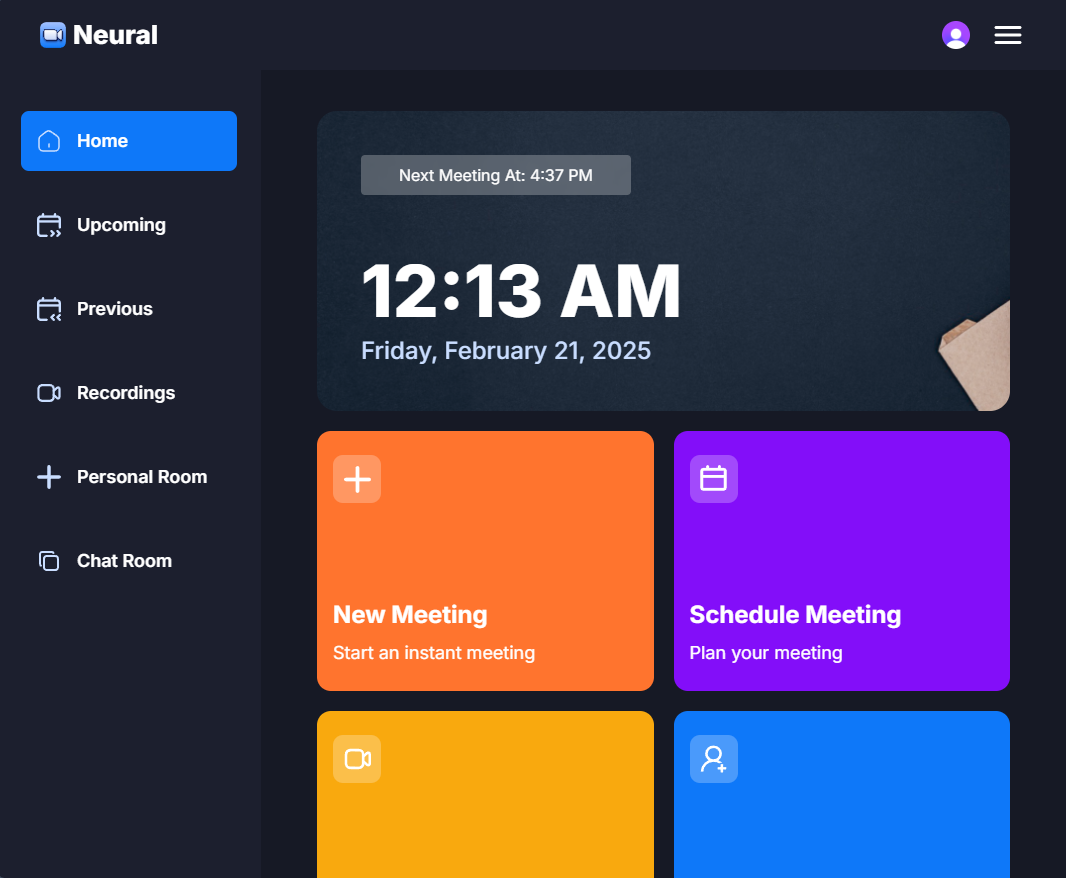 Neural
Home
Upcoming
Previous
Recordings
Personal Room
Chat Room
Next Meeting At: 4:37 PM
12:13 AM
Friday, February 21, 2025
New Meeting
Start an instant meeting
Schedule Meeting
Plan your meeting